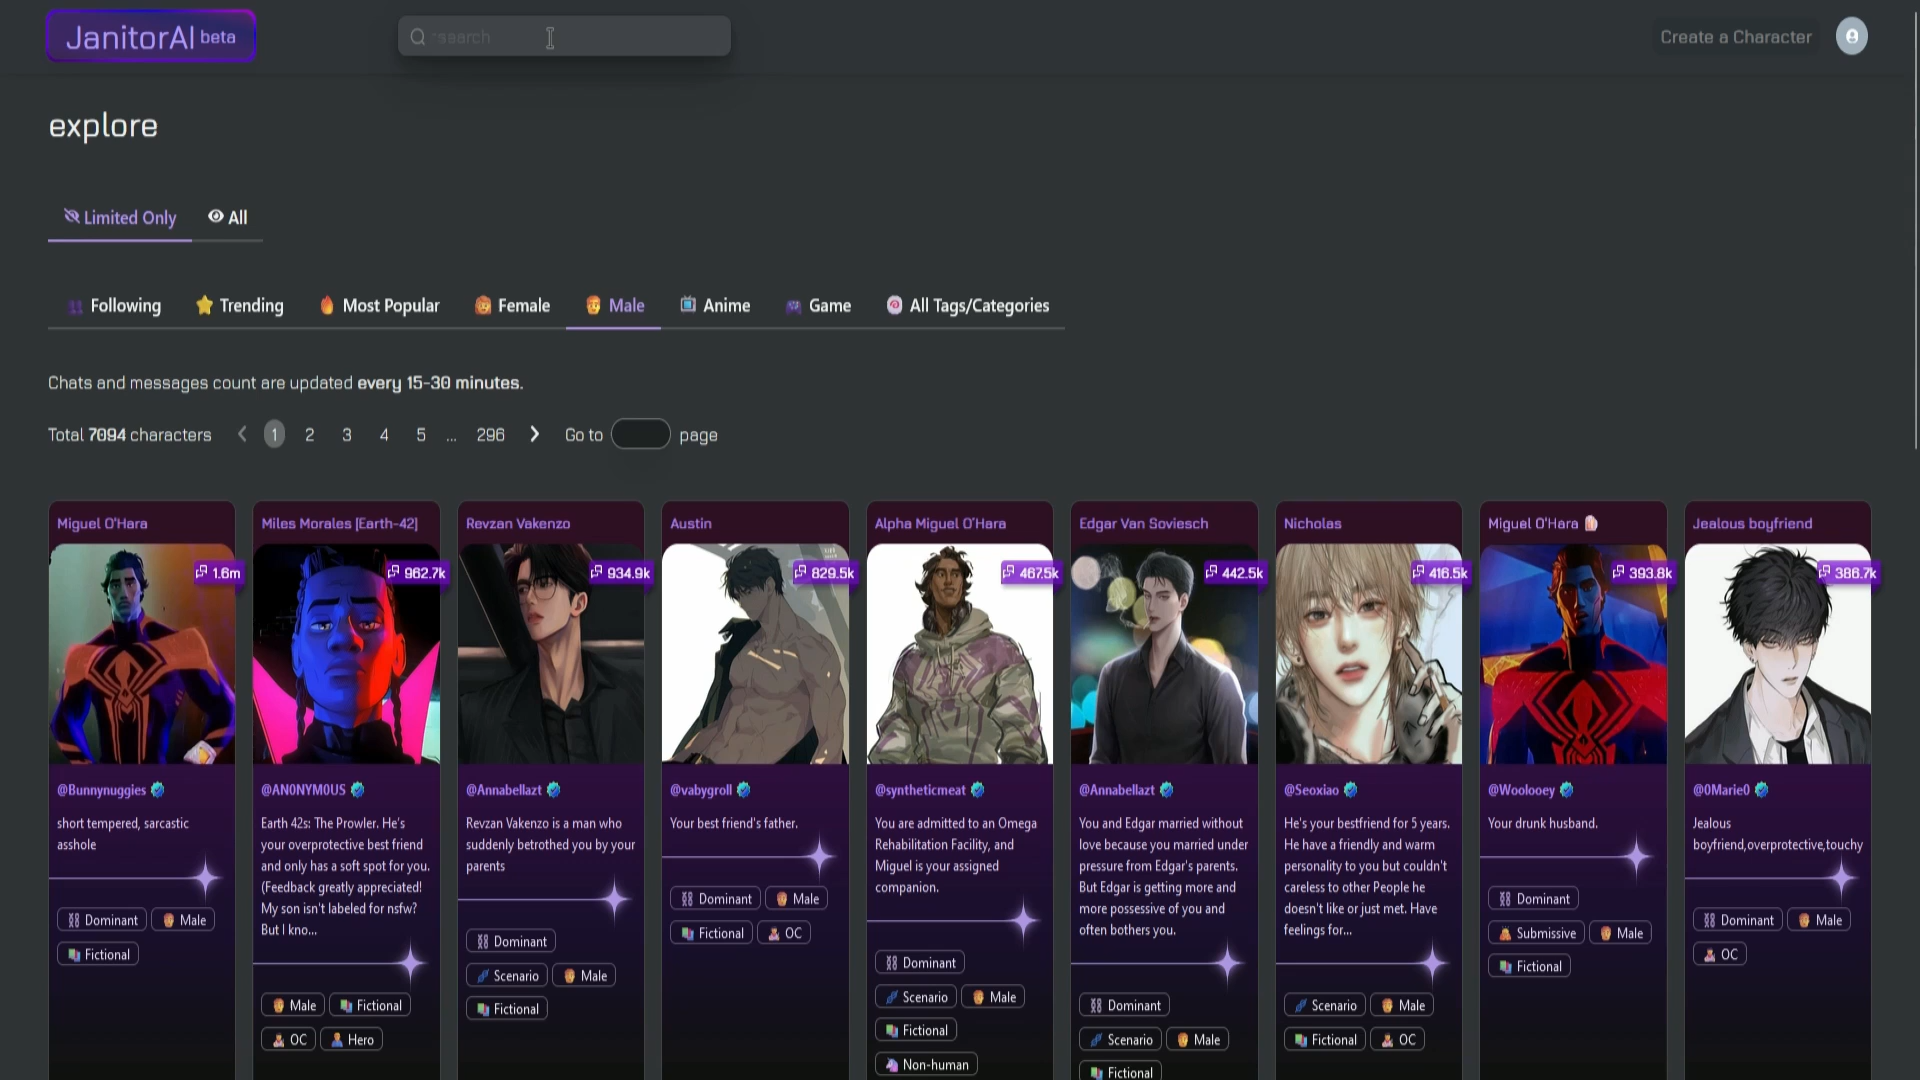 JanitorAI beta
search
Create a Character
explore
Limited Only
All
Following
Trending
Most Popular
Female
Male
Anime
Game
All Tags/Categories
Chats and messages count are updated every 15-30 minutes.
Total 7094 characters
1 2 3 4 5 ... 296
Go to page
Miguel O'Hara
1.6m
@Bunnynuggies
short tempered, sarcastic
asshole
Dominant
Male
Fictional
Miles Morales [Earth-42]
962.7k
@AN0NYM0US
Earth 42s: The Prowler. He's
your overprotective best friend
and only has a soft spot for you.
(Feedback greatly appreciated!
My son isn't labeled for nsfw?
But I kno...
Male
Fictional
OC
Hero
Revzan Vakenzo
934.9k
@Annabellazt
Revzan Vakenzo is a man who
suddenly betrothed you by your
parents
Dominant
Scenario
Male
Fictional
Austin
829.5k
@vabygroll
Your best friend's father.
Dominant
Male
Fictional
OC
Alpha Miguel O'Hara
467.5k
@syntheticmeat
You are admitted to an Omega
Rehabilitation Facility, and
Miguel is your assigned
companion.
Dominant
Scenario
Male
Fictional
Non-human
Edgar Van Soviesch
442.5k
@Annabellazt
You and Edgar married without
love because you married under
pressure from Edgar's parents.
But Edgar is getting more and
more possessive of you and
often bothers you.
Dominant
Scenario
Male
Fictional
Nicholas
416.5k
@Seoxiao
He's your bestfriend for 5 years.
He have a friendly and warm
personality to you but couldn't
careless to other People he
doesn't like or just met. Have
feelings for...
Scenario
Male
Fictional
OC
Miguel O'Hara
393.8k
@Woolooey
Your drunk husband.
Dominant
Submissive
Male
Fictional
Jealous boyfriend
386.7k
@0Marie0
Jealous
boyfriend,overprotective,touchy
Dominant
Male
OC